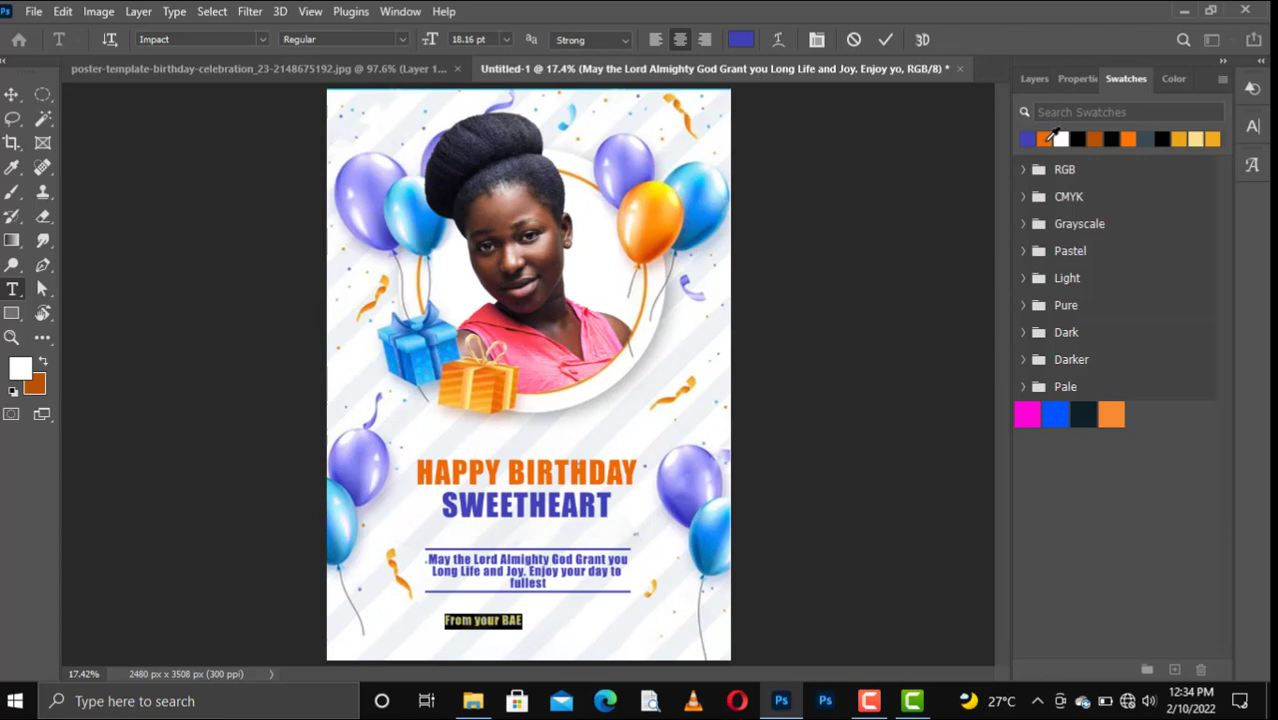 Ps File Edit Image Layer Type Select Filter 3D View Plugins Window Help
Impact Regular 18.16 pt Strong 3D
poster-template-birthday-celebration_23-2148675192.jpg @ 97.6% (Layer 1... × Untitled-1 @ 17.4% (May the Lord Almighty God Grant you Long Life and Joy. Enjoy yo, RGB/8) * ×
Layers Properti Swatches Color
Search Swatches
RGB
CMYK
Grayscale
Pastel
Light
Pure
Dark
Darker
Pale
HAPPY BIRTHDAY
SWEETHEART
May the Lord Almighty God Grant you
Long Life and Joy. Enjoy your day to
fullest
From your BAE
17.42% 2480 px x 3508 px (300 ppi)
Type here to search
Ps Ps
27°C
12:34 PM
2/10/2022